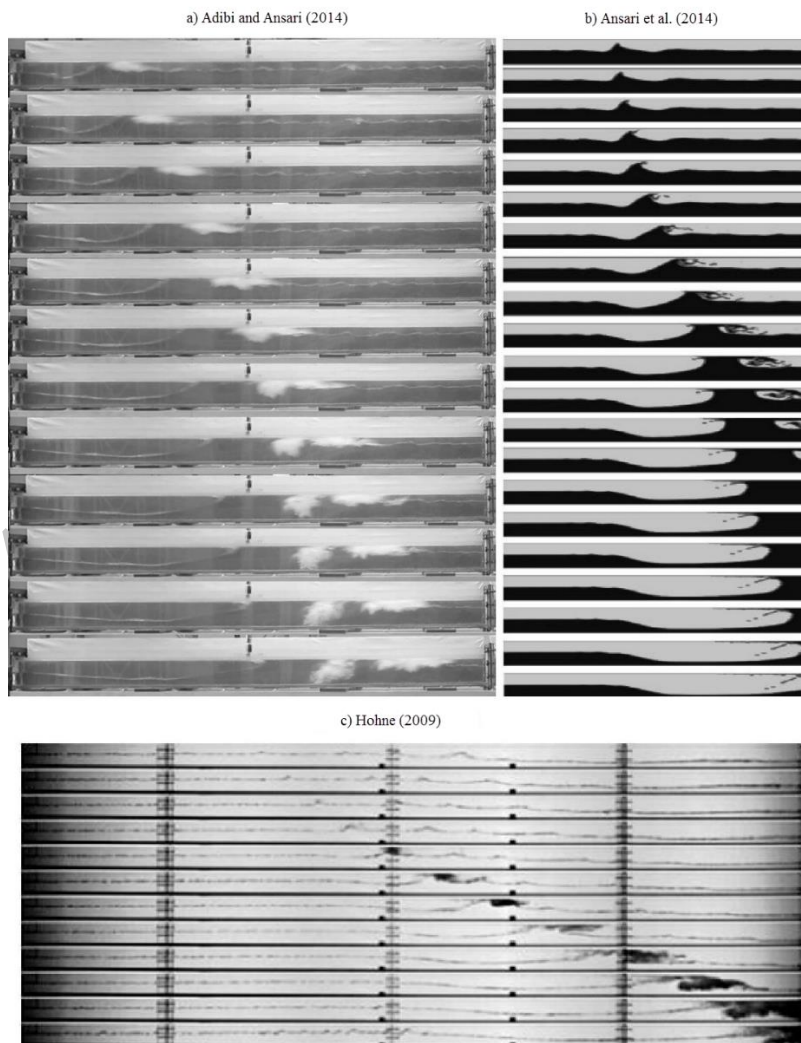 a) Adibi and Ansari (2014)
b) Ansari et al. (2014)
c) Hohne (2009)